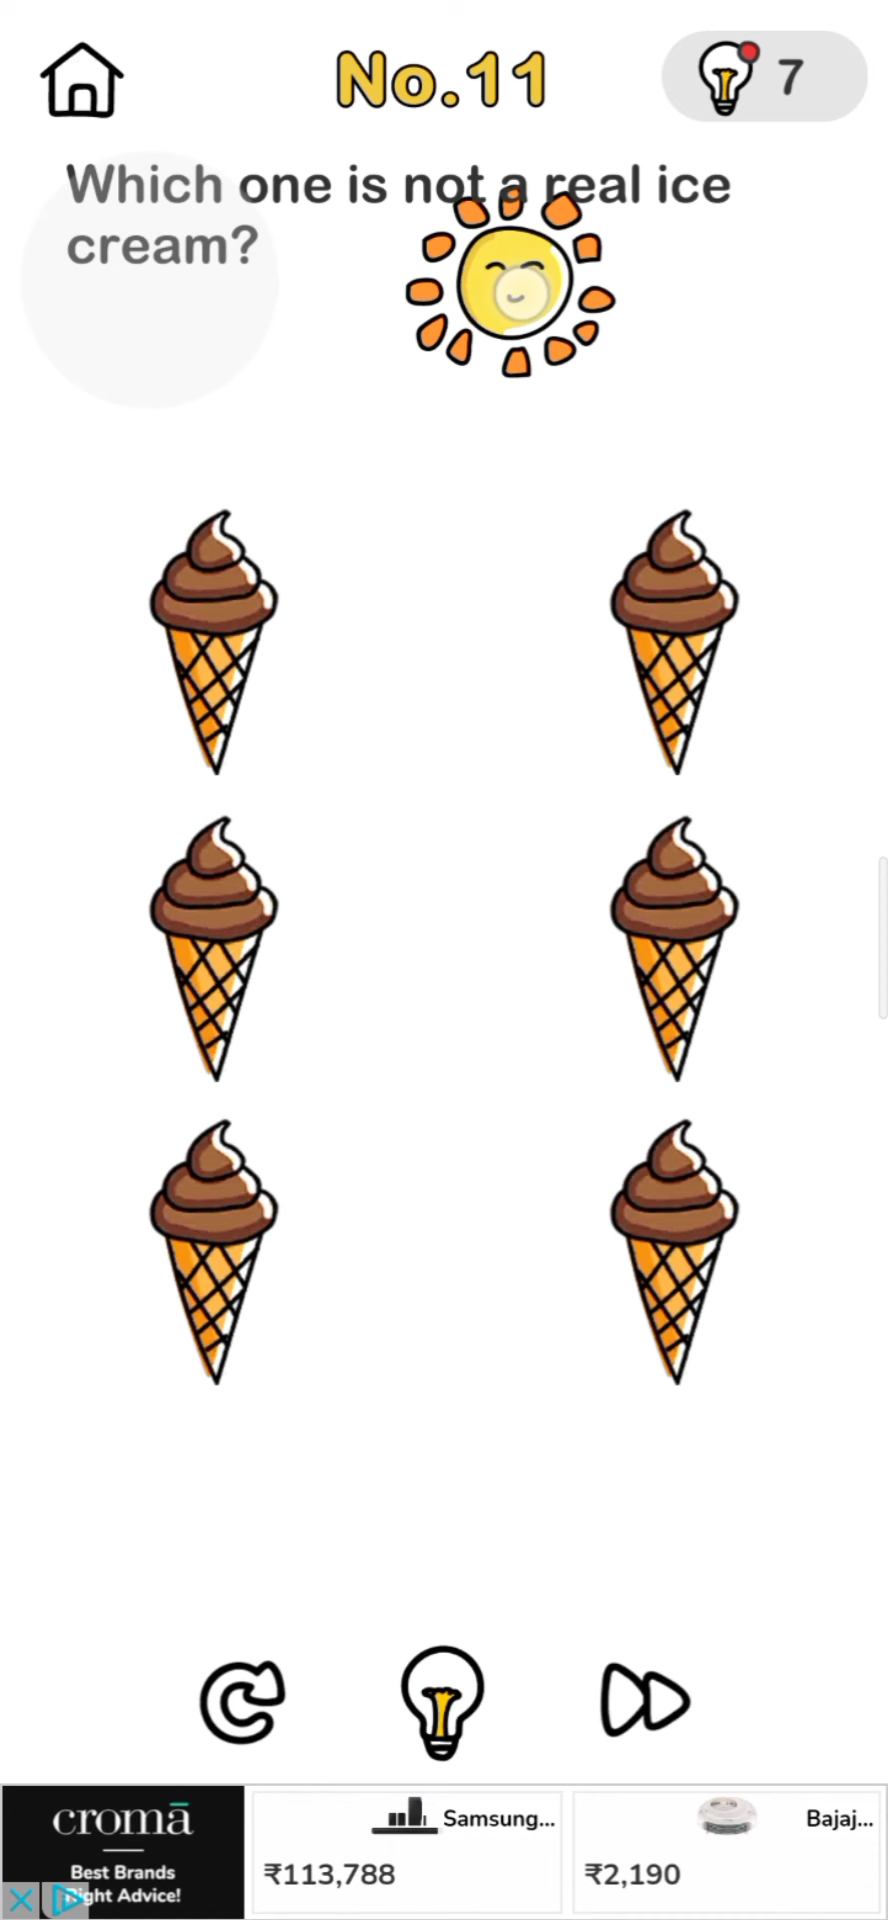 No.11
7
Which one is not a real ice
cream?
cromā
Best Brands
Right Advice!
Samsung...
₹113,788
Bajaj...
₹2,190